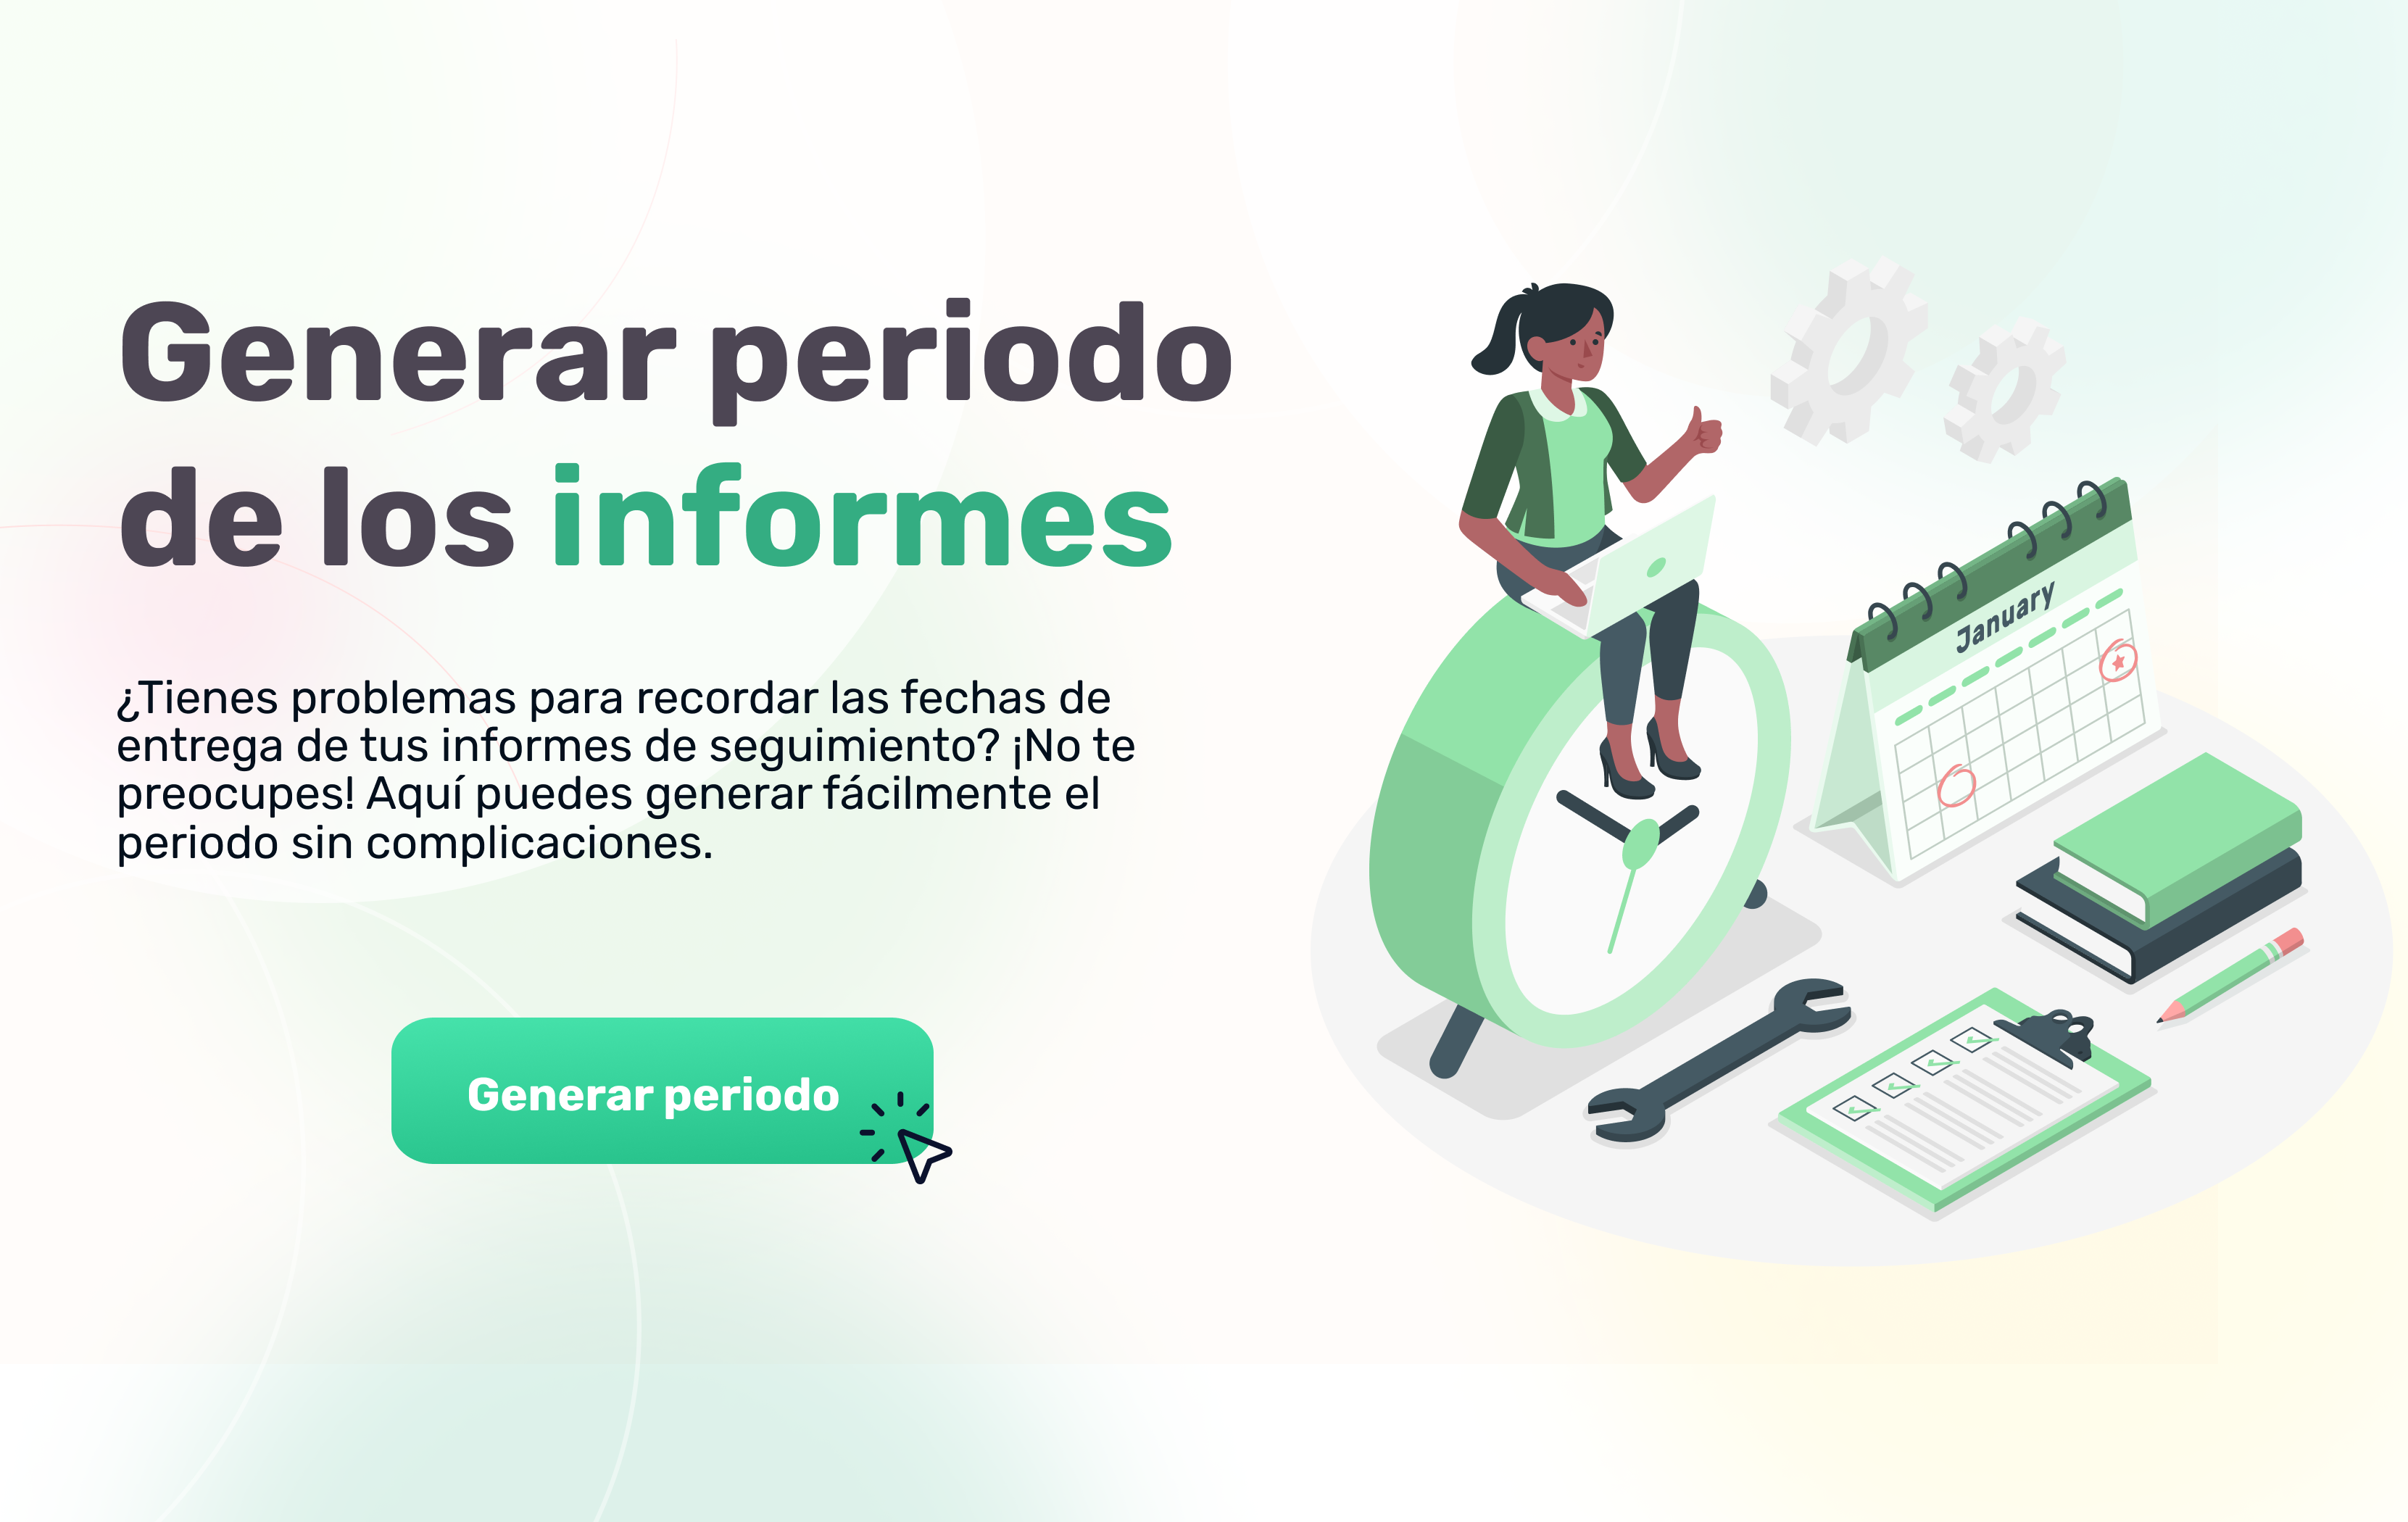 Generar periodo
de los informes
¿Tienes problemas para recordar las fechas de
entrega de tus informes de seguimiento? ¡No te
preocupes! Aquí puedes generar fácilmente el
periodo sin complicaciones.
Generar periodo
January